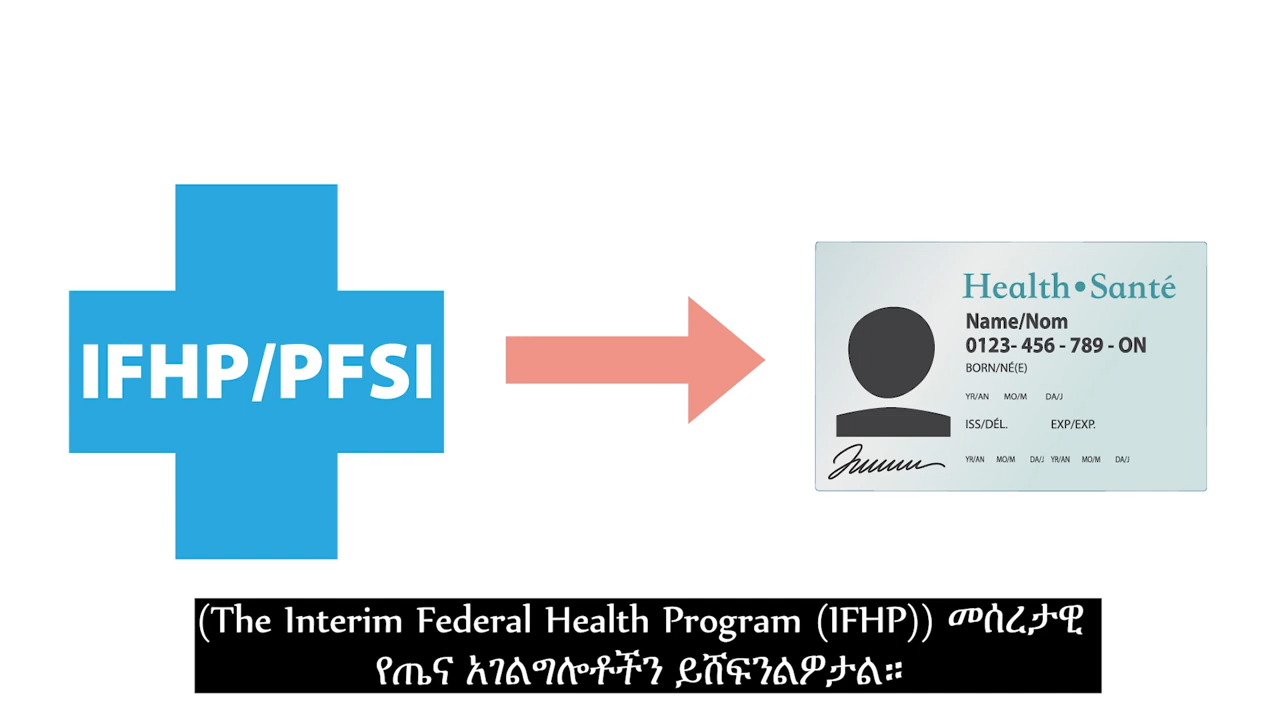 IFHP/PFSI
Health•Santé
Name/Nom
0123- 456 - 789 - ON
BORN/NÉ(E)
YR/AN MO/M DA/J
ISS/DÉL. EXP/EXP.
YR/AN MO/M DA/J YR/AN MO/M DA/J
(The Interim Federal Health Program (IFHP)) መሰረታዊ
የጤና አገልግሎቶችን ይሸፍንልዎታል።